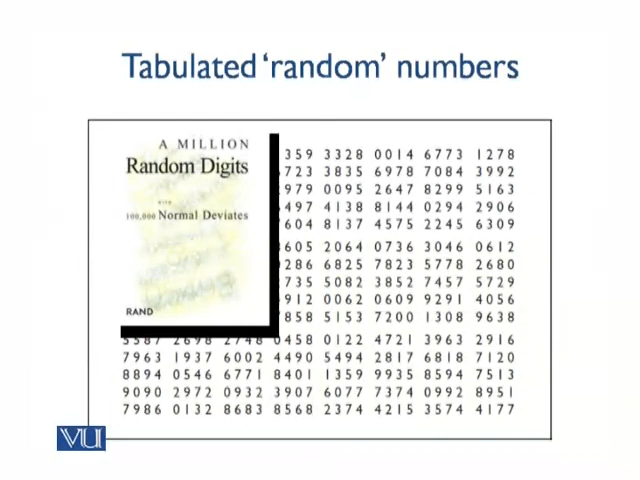 Tabulated ‘random’ numbers
A MILLION
Random Digits
WITH
100,000 Normal Deviates
RAND
359 3328 0014 6773 1278
723 3835 6978 7084 3992
979 0095 2647 8299 5163
497 4138 8144 0294 2906
604 8137 4575 2245 6309
605 2064 0736 3046 0612
286 6825 7823 5778 2680
735 5082 3852 7457 5729
912 0062 0609 9291 4056
7858 5153 7200 1308 9638
5587 2698 2748 0458 0122 4721 3963 2916
7963 1937 6002 4490 5494 2817 6818 7120
8894 0546 6771 8401 1359 9935 8594 7513
9090 2972 0932 3907 6077 7374 0992 8951
7986 0132 8683 8568 2374 4215 3574 4177
VU